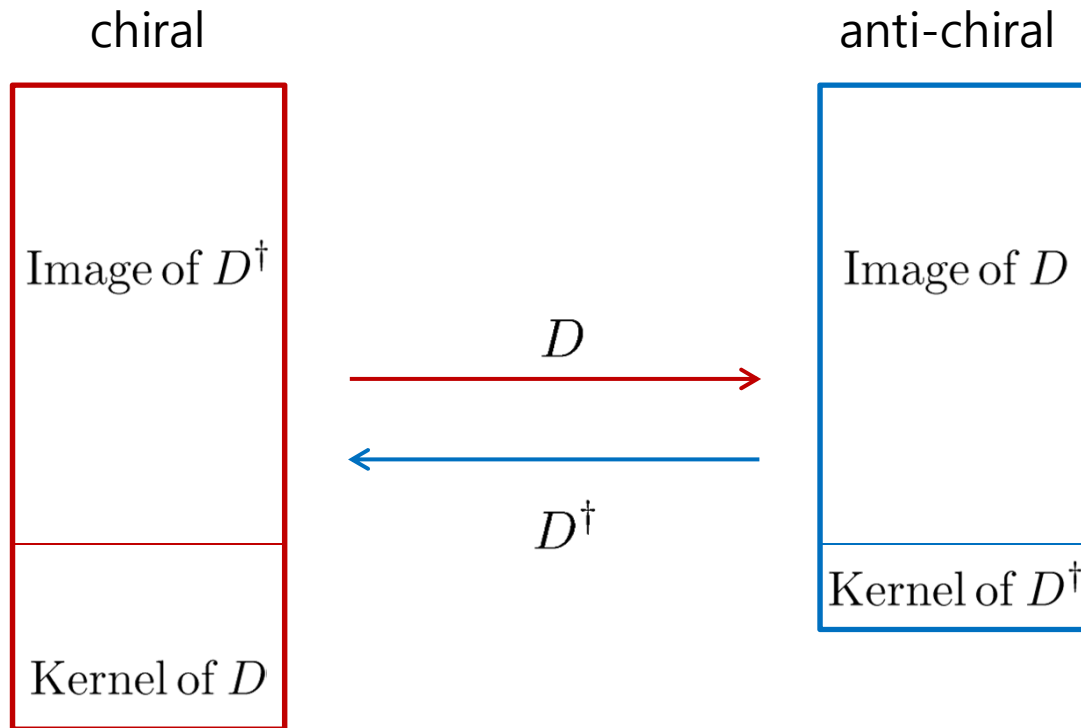 chiral
anti-chiral
Image of D†
Image of D
D
D†
Kernel of D†
Kernel of D